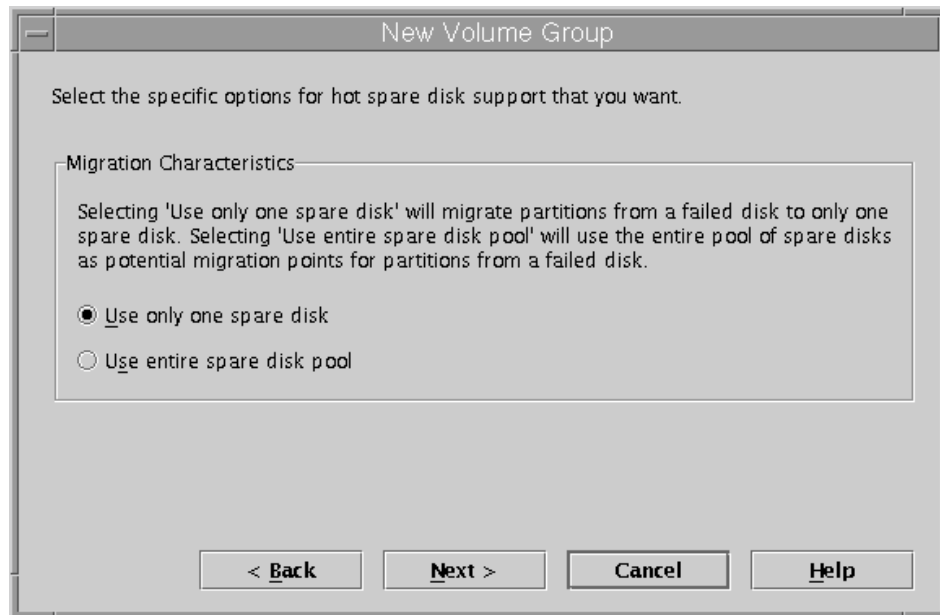 New Volume Group
Select the specific options for hot spare disk support that you want.
Migration Characteristics
Selecting 'Use only one spare disk' will migrate partitions from a failed disk to only one
spare disk. Selecting 'Use entire spare disk pool' will use the entire pool of spare disks
as potential migration points for partitions from a failed disk.
Use only one spare disk
Use entire spare disk pool
< Back Next > Cancel Help